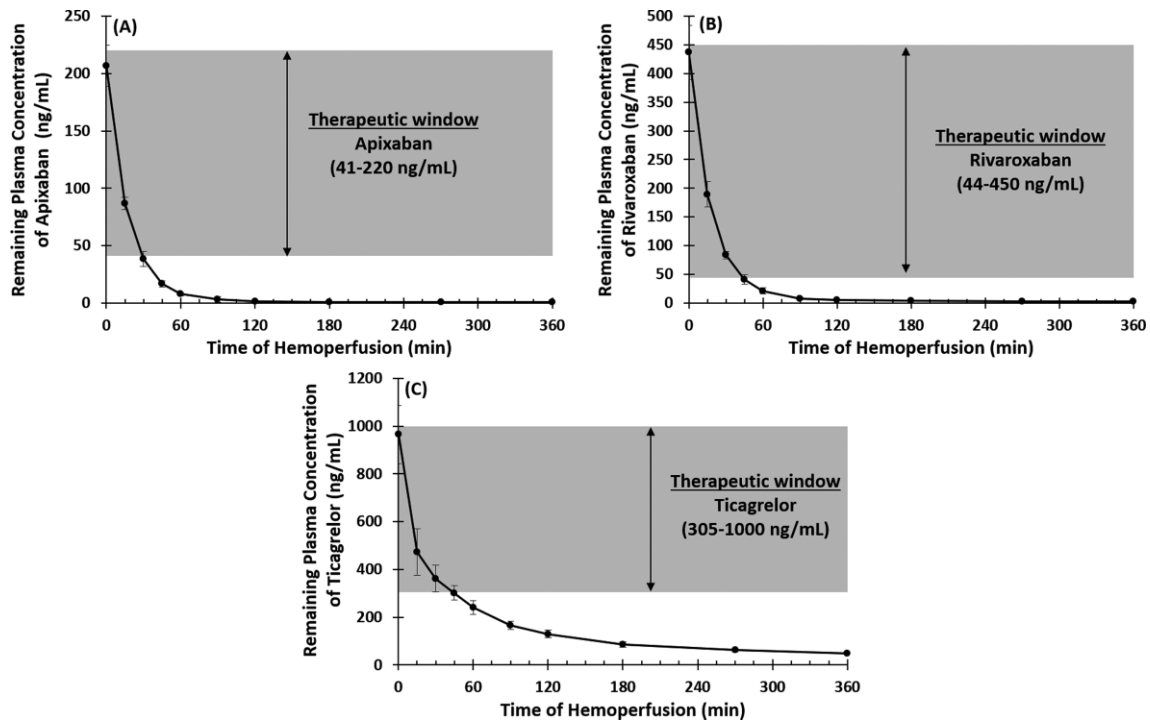 (A)
Remaining Plasma Concentration
of Apixaban (ng/mL)
250
200
150
100
50
0
Therapeutic window
Apixaban
(41-220 ng/mL)
0 60 120 180 240 300 360
Time of Hemoperfusion (min)
(B)
Remaining Plasma Concentration
of Rivaroxaban (ng/mL)
500
450
400
350
300
250
200
150
100
50
0
Therapeutic window
Rivaroxaban
(44-450 ng/mL)
0 60 120 180 240 300 360
Time of Hemoperfusion (min)
(C)
Remaining Plasma Concentration
of Ticagrelor (ng/mL)
1200
1000
800
600
400
200
0
Therapeutic window
Ticagrelor
(305-1000 ng/mL)
0 60 120 180 240 300 360
Time of Hemoperfusion (min)